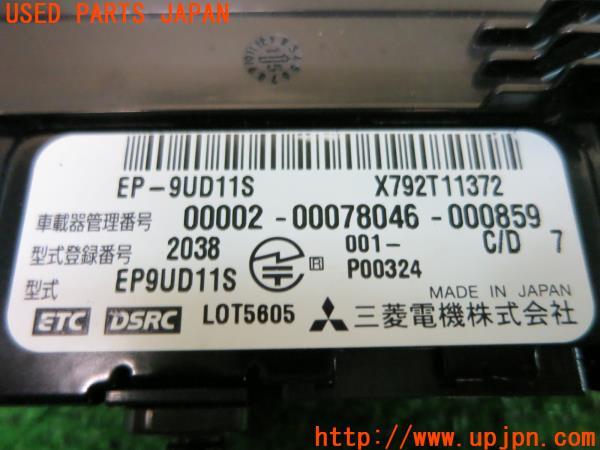 USED PARTS JAPAN
EP-9UD11S X792T11372
車載器管理番号 00002-00078046-000859
型式登録番号 2038 R 001- C/D 7
型式 EP9UD11S P00324
MADE IN JAPAN
ETC DSRC LOT5605 三菱電機株式会社
http://www.upjpn.com/